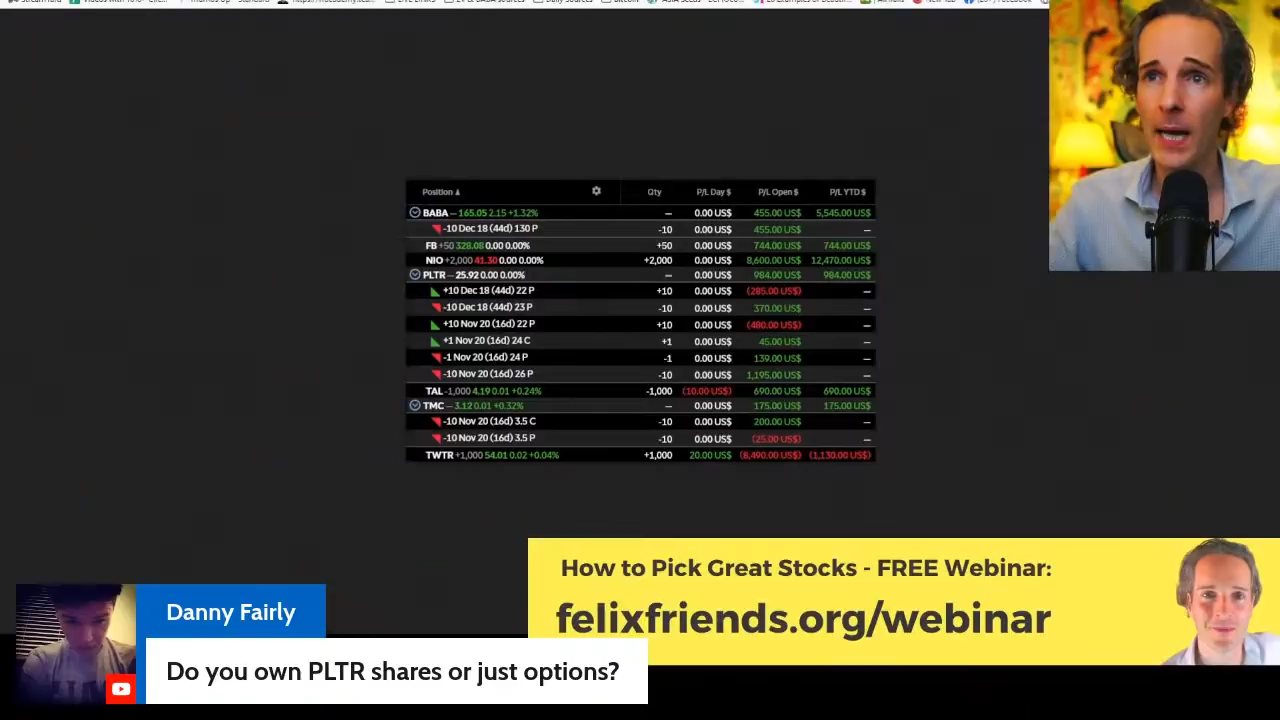 Position Qty P/L Day $ P/L Open $ P/L YTD $
BABA — 165.05 2.15 +1.32% — 0.00 US$ 455.00 US$ 5,545.00 US$
-10 Dec 18 (44d) 130 P -10 0.00 US$ 455.00 US$ —
FB +50 328.08 0.00 0.00% +50 0.00 US$ 744.00 US$ 744.00 US$
NIO +2,000 41.30 0.00 0.00% +2,000 0.00 US$ 8,600.00 US$ 12,470.00 US$
PLTR — 25.92 0.00 0.00% — 0.00 US$ 984.00 US$ 984.00 US$
+10 Dec 18 (44d) 22 P +10 0.00 US$ (285.00 US$) —
-10 Dec 18 (44d) 23 P -10 0.00 US$ 370.00 US$ —
+10 Nov 20 (16d) 22 P +10 0.00 US$ (480.00 US$) —
+1 Nov 20 (16d) 24 C +1 0.00 US$ 45.00 US$ —
-1 Nov 20 (16d) 24 P -1 0.00 US$ 139.00 US$ —
-10 Nov 20 (16d) 26 P -10 0.00 US$ 1,195.00 US$ —
TAL -1,000 4.19 0.01 +0.24% -1,000 (10.00 US$) 690.00 US$ 690.00 US$
TMC — 3.12 0.01 +0.32% — 0.00 US$ 175.00 US$ 175.00 US$
-10 Nov 20 (16d) 3.5 C -10 0.00 US$ 200.00 US$ —
-10 Nov 20 (16d) 3.5 P -10 0.00 US$ (25.00 US$) —
TWTR +1,000 54.01 0.02 +0.04% +1,000 20.00 US$ (8,490.00 US$) (1,130.00 US$)
How to Pick Great Stocks - FREE Webinar:
felixfriends.org/webinar
Danny Fairly
Do you own PLTR shares or just options?